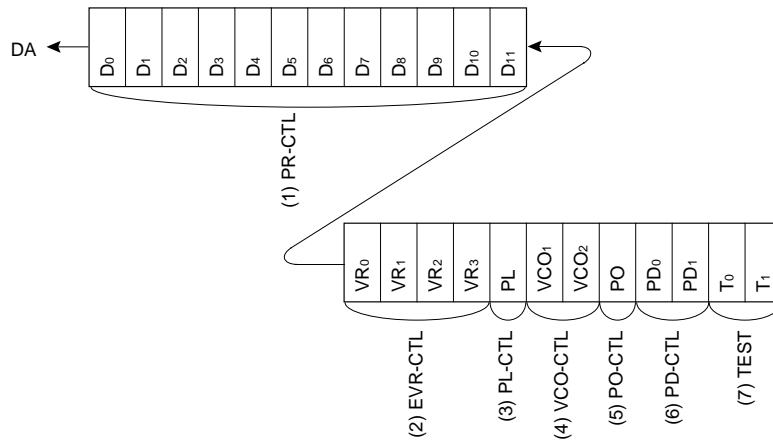 DA
D0 D1 D2 D3 D4 D5 D6 D7 D8 D9 D10 D11
(1) PR-CTL
VR0 VR1 VR2 VR3 PL VCO1 VCO2 PO PD0 PD1 T0 T1
(2) EVR-CTL
(3) PL-CTL
(4) VCO-CTL
(5) PO-CTL
(6) PD-CTL
(7) TEST